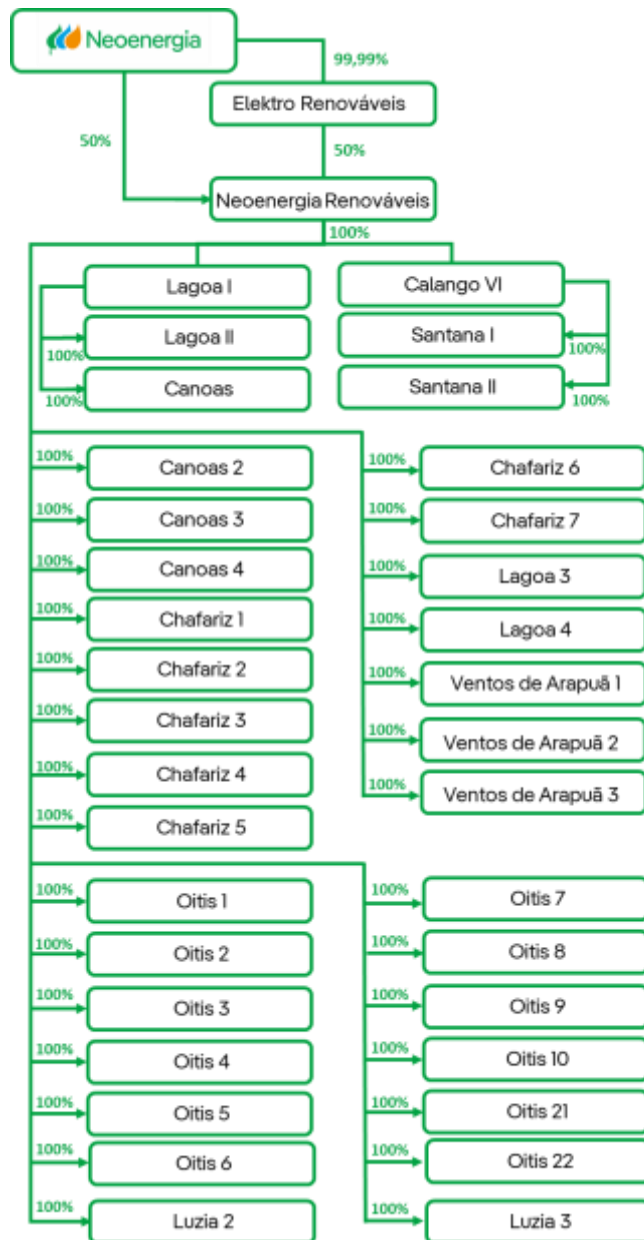 Neoenergia
99,99%
Elektro Renováveis
50%
50%
Neoenergia Renováveis
100%
Lagoa I
Calango VI
Lagoa II
Santana I
100%
100%
Canoas
Santana II
100%
100%
100%
Canoas 2
100%
Chafariz 6
100%
Canoas 3
100%
Chafariz 7
100%
Canoas 4
100%
Lagoa 3
100%
Chafariz 1
100%
Lagoa 4
100%
Chafariz 2
100%
Ventos de Arapuã 1
100%
Chafariz 3
100%
Ventos de Arapuã 2
100%
Chafariz 4
100%
Ventos de Arapuã 3
100%
Chafariz 5
100%
Oitis 1
100%
Oitis 7
100%
Oitis 2
100%
Oitis 8
100%
Oitis 3
100%
Oitis 9
100%
Oitis 4
100%
Oitis 10
100%
Oitis 5
100%
Oitis 21
100%
Oitis 6
100%
Oitis 22
100%
Luzia 2
100%
Luzia 3